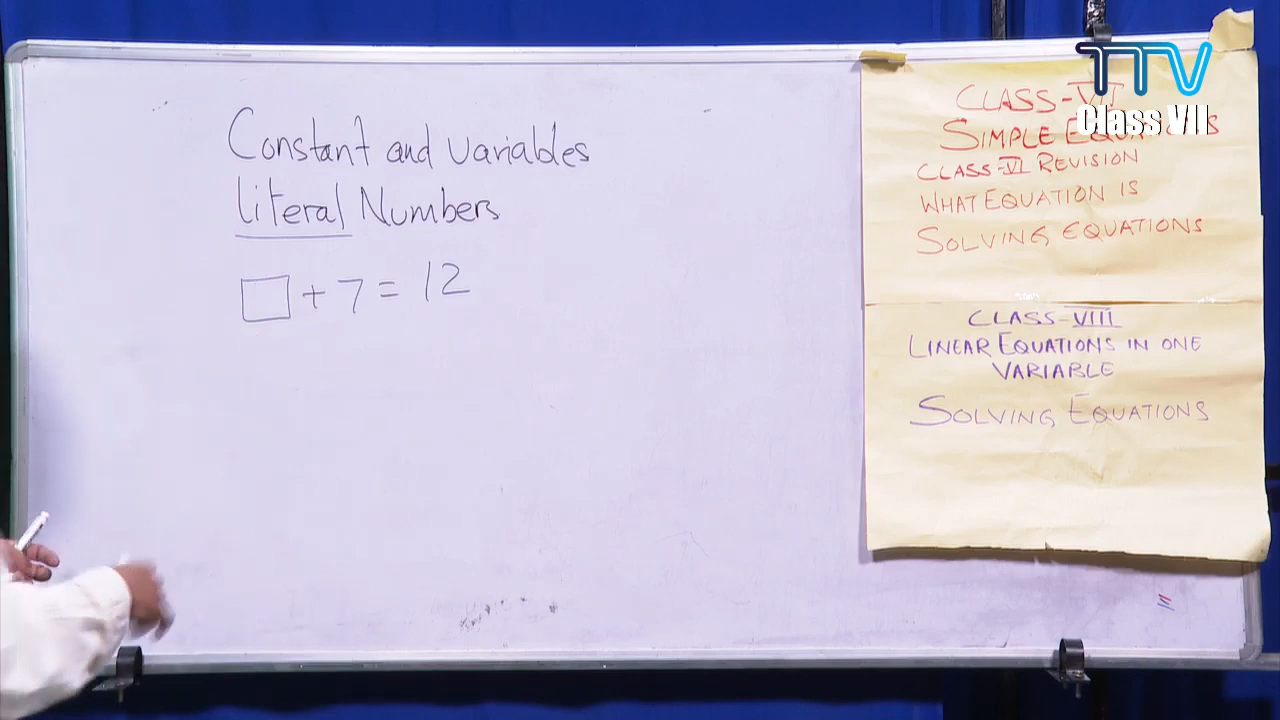 Constant and variables
literal Numbers
□ + 7 = 12
TTV
Class VII
CLASS-VII
SIMPLE
CLASS-VI REVISION
WHAT EQUATION IS
SOLVING EQUATIONS
CLASS-VIII
LINEAR EQUATIONS IN ONE
VARIABLE
SOLVING EQUATIONS